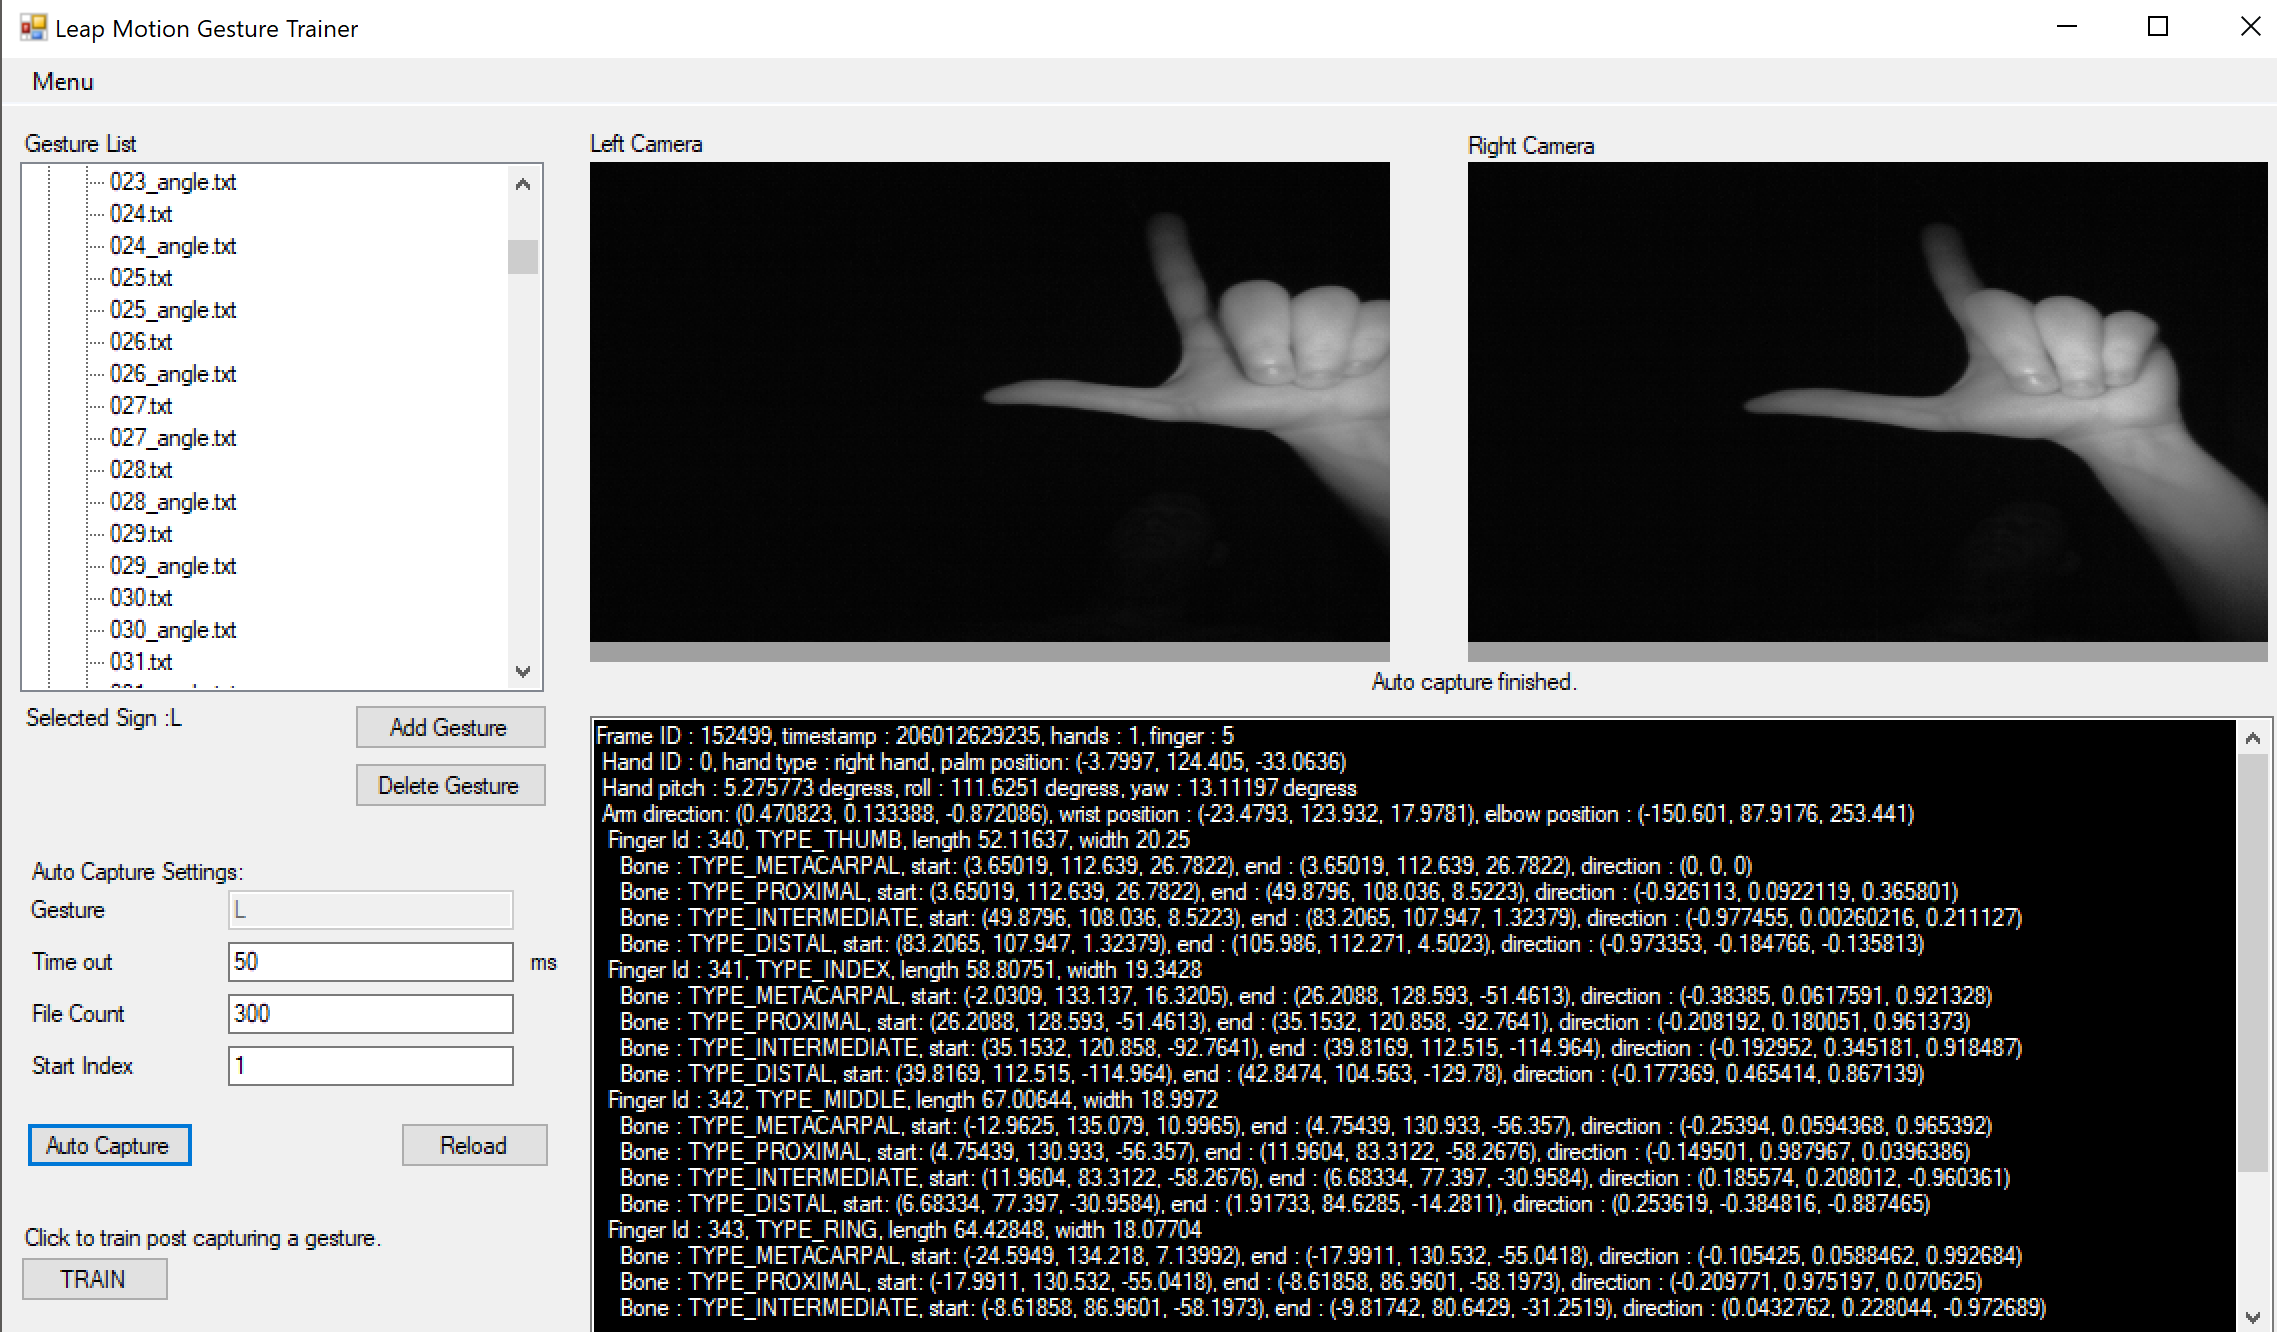 Leap Motion Gesture Trainer
Menu
Gesture List
023_angle.txt
024.txt
024_angle.txt
025.txt
025_angle.txt
026.txt
026_angle.txt
027.txt
027_angle.txt
028.txt
028_angle.txt
029.txt
029_angle.txt
030.txt
030_angle.txt
031.txt
Selected Sign :L
Add Gesture
Delete Gesture
Auto Capture Settings:
Gesture L
Time out 50 ms
File Count 300
Start Index 1
Auto Capture Reload
Click to train post capturing a gesture.
TRAIN
Left Camera
Right Camera
Auto capture finished.
Frame ID : 152499, timestamp : 206012629235, hands : 1, finger : 5
Hand ID : 0, hand type : right hand, palm position: (-3.7997, 124.405, -33.0636)
Hand pitch : 5.275773 degress, roll : 111.6251 degress, yaw : 13.11197 degress
Arm direction: (0.470823, 0.133388, -0.872086), wrist position : (-23.4793, 123.932, 17.9781), elbow position : (-150.601, 87.9176, 253.441)
Finger Id : 340, TYPE_THUMB, length 52.11637, width 20.25
Bone : TYPE_METACARPAL, start: (3.65019, 112.639, 26.7822), end : (3.65019, 112.639, 26.7822), direction : (0, 0, 0)
Bone : TYPE_PROXIMAL, start: (3.65019, 112.639, 26.7822), end : (49.8796, 108.036, 8.5223), direction : (-0.926113, 0.0922119, 0.365801)
Bone : TYPE_INTERMEDIATE, start: (49.8796, 108.036, 8.5223), end : (83.2065, 107.947, 1.32379), direction : (-0.977455, 0.00260216, 0.211127)
Bone : TYPE_DISTAL, start: (83.2065, 107.947, 1.32379), end : (105.986, 112.271, 4.5023), direction : (-0.973353, -0.184766, -0.135813)
Finger Id : 341, TYPE_INDEX, length 58.80751, width 19.3428
Bone : TYPE_METACARPAL, start: (-2.0309, 133.137, 16.3205), end : (26.2088, 128.593, -51.4613), direction : (-0.38385, 0.0617591, 0.921328)
Bone : TYPE_PROXIMAL, start: (26.2088, 128.593, -51.4613), end : (35.1532, 120.858, -92.7641), direction : (-0.208192, 0.180051, 0.961373)
Bone : TYPE_INTERMEDIATE, start: (35.1532, 120.858, -92.7641), end : (39.8169, 112.515, -114.964), direction : (-0.192952, 0.345181, 0.918487)
Bone : TYPE_DISTAL, start: (39.8169, 112.515, -114.964), end : (42.8474, 104.563, -129.78), direction : (-0.177369, 0.465414, 0.867139)
Finger Id : 342, TYPE_MIDDLE, length 67.00644, width 18.9972
Bone : TYPE_METACARPAL, start: (-12.9625, 135.079, 10.9965), end : (4.75439, 130.933, -56.357), direction : (-0.25394, 0.0594368, 0.965392)
Bone : TYPE_PROXIMAL, start: (4.75439, 130.933, -56.357), end : (11.9604, 83.3122, -58.2676), direction : (-0.149501, 0.987967, 0.0396386)
Bone : TYPE_INTERMEDIATE, start: (11.9604, 83.3122, -58.2676), end : (6.68334, 77.397, -30.9584), direction : (0.185574, 0.208012, -0.960361)
Bone : TYPE_DISTAL, start: (6.68334, 77.397, -30.9584), end : (1.91733, 84.6285, -14.2811), direction : (0.253619, -0.384816, -0.887465)
Finger Id : 343, TYPE_RING, length 64.42848, width 18.07704
Bone : TYPE_METACARPAL, start: (-24.5949, 134.218, 7.13992), end : (-17.9911, 130.532, -55.0418), direction : (-0.105425, 0.0588462, 0.992684)
Bone : TYPE_PROXIMAL, start: (-17.9911, 130.532, -55.0418), end : (-8.61858, 86.9601, -58.1973), direction : (-0.209771, 0.975197, 0.070625)
Bone : TYPE_INTERMEDIATE, start: (-8.61858, 86.9601, -58.1973), end : (-9.81742, 80.6429, -31.2519), direction : (0.0432762, 0.228044, -0.972689)